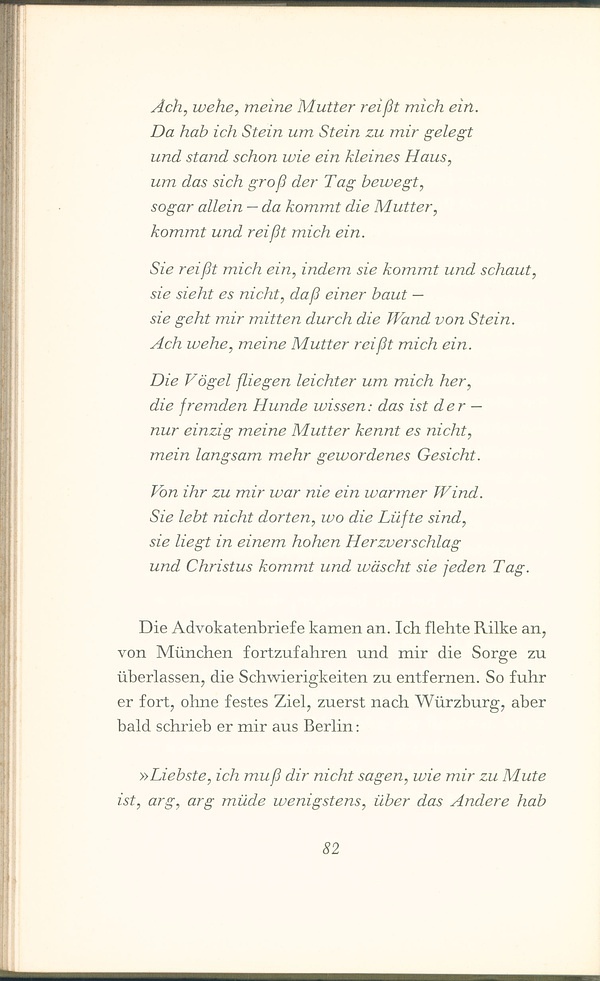 Ach, wehe, meine Mutter reißt mich ein.
Da hab ich Stein um Stein zu mir gelegt
und stand schon wie ein kleines Haus,
um das sich groß der Tag bewegt,
sogar allein – da kommt die Mutter,
kommt und reißt mich ein.
Sie reißt mich ein, indem sie kommt und schaut,
sie sieht es nicht, daß einer baut –
sie geht mir mitten durch die Wand von Stein.
Ach wehe, meine Mutter reißt mich ein.
Die Vögel fliegen leichter um mich her,
die fremden Hunde wissen: das ist der –
nur einzig meine Mutter kennt es nicht,
mein langsam mehr gewordenes Gesicht.
Von ihr zu mir war nie ein warmer Wind.
Sie lebt nicht dorten, wo die Lüfte sind,
sie liegt in einem hohen Herzverschlag
und Christus kommt und wäscht sie jeden Tag.
Die Advokatenbriefe kamen an. Ich flehte Rilke an,
von München fortzufahren und mir die Sorge zu
überlassen, die Schwierigkeiten zu entfernen. So fuhr
er fort, ohne festes Ziel, zuerst nach Würzburg, aber
bald schrieb er mir aus Berlin:
»Liebste, ich muß dir nicht sagen, wie mir zu Mute
ist, arg, arg müde wenigstens, über das Andere hab
82